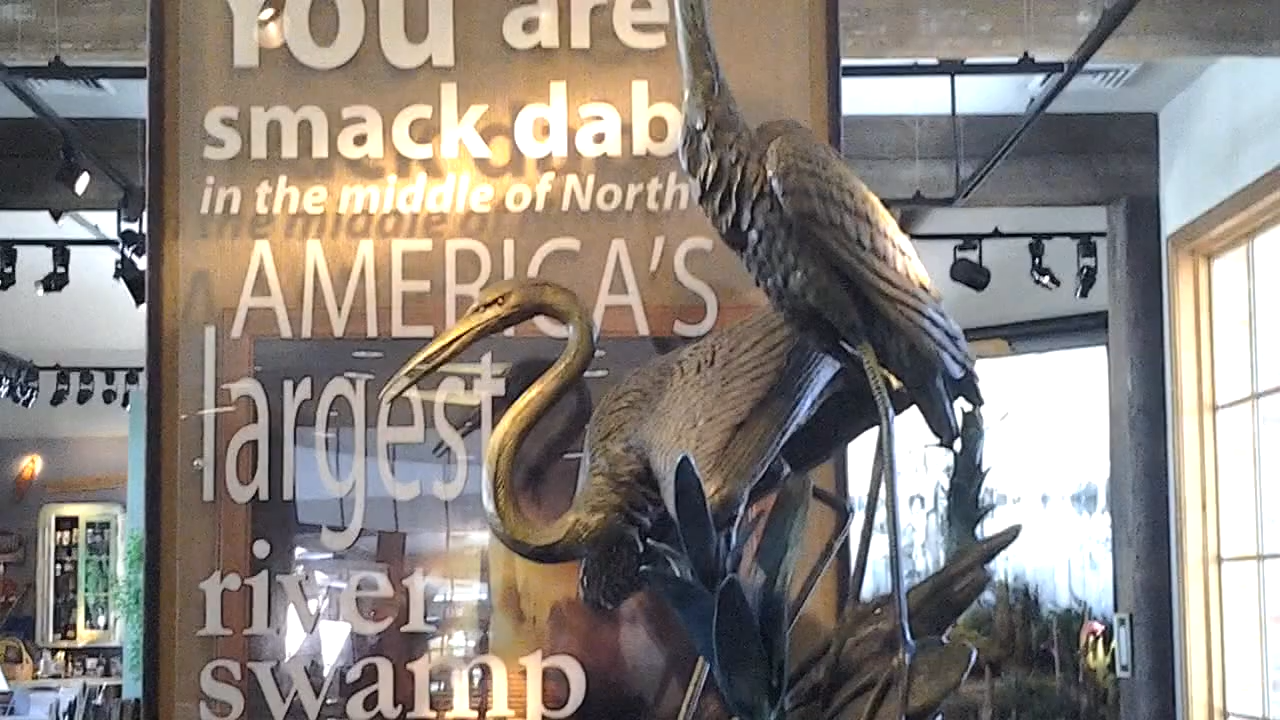 You are
smack dab
in the middle of North
AMERICA'S
largest
river
swamp